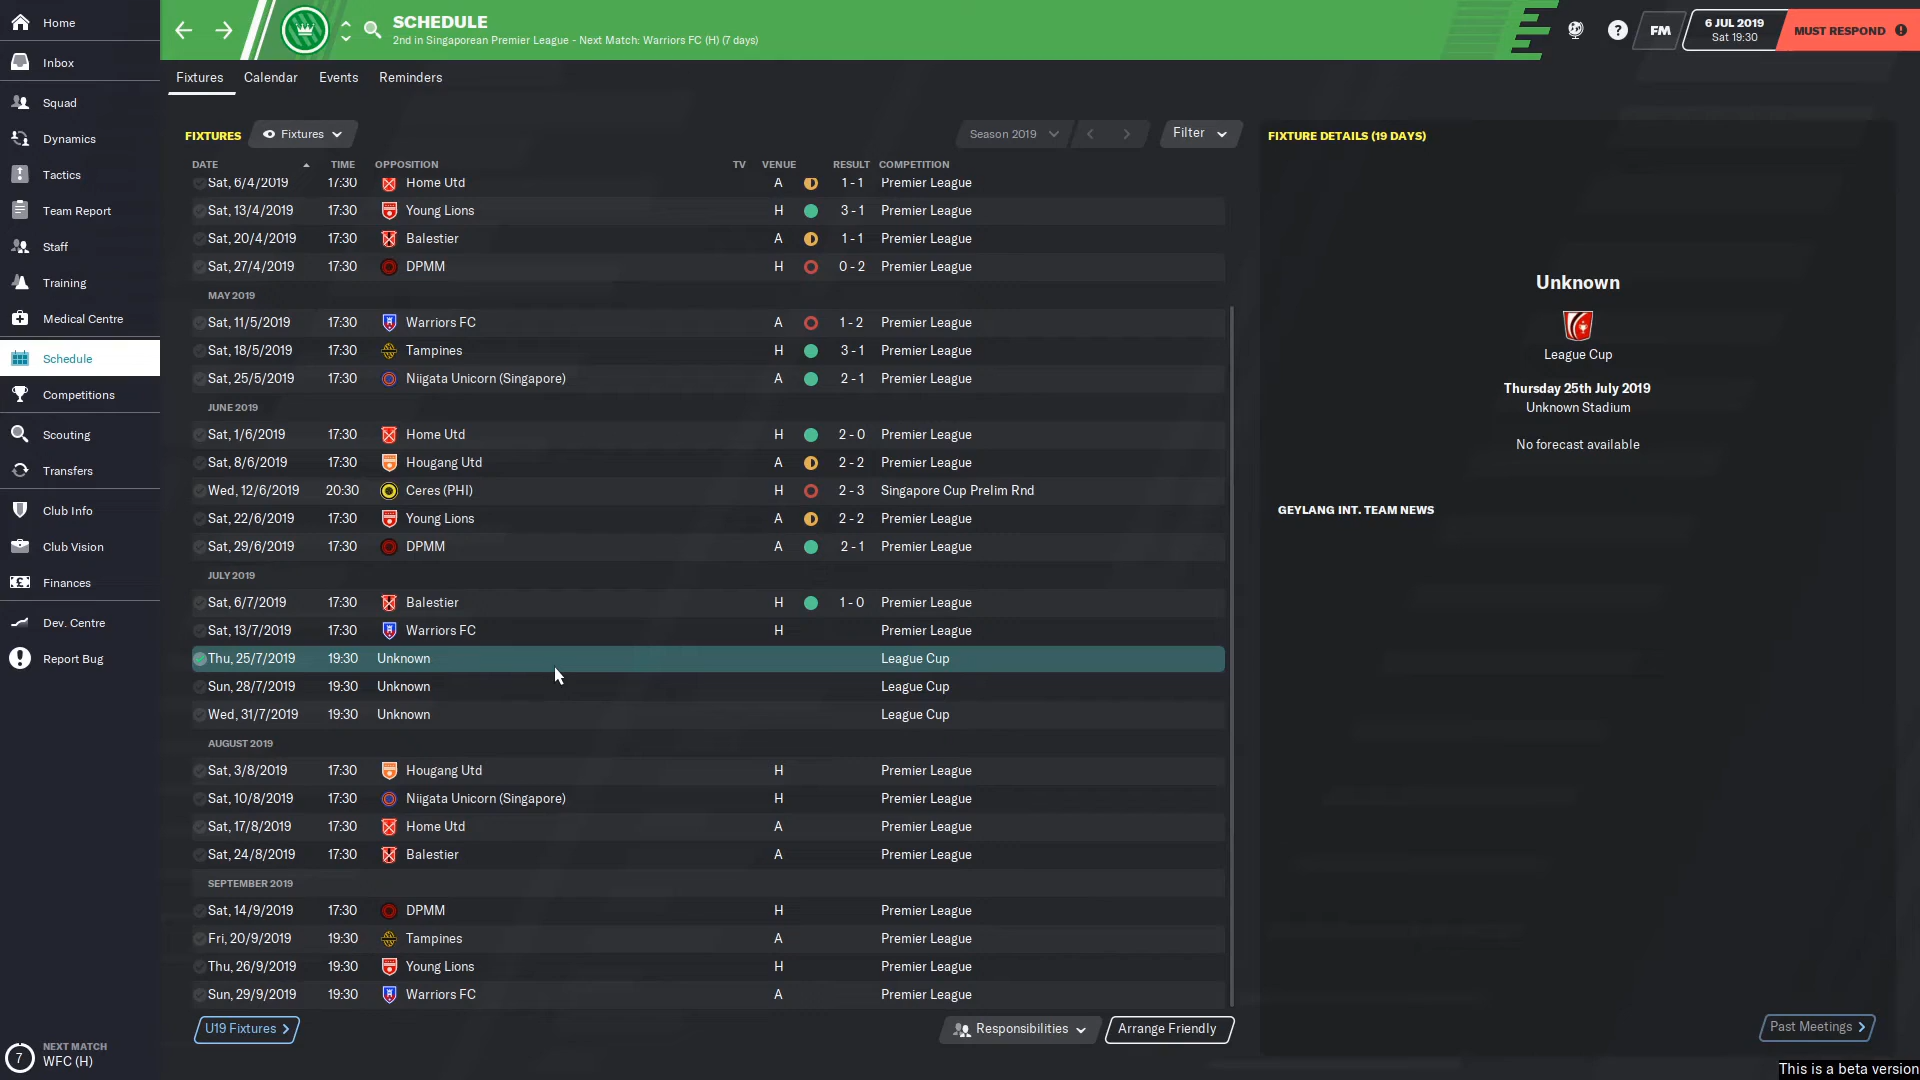 Home
Inbox
Squad
Dynamics
Tactics
Team Report
Staff
Training
Medical Centre
Schedule
Competitions
Scouting
Transfers
Club Info
Club Vision
Finances
Dev. Centre
Report Bug
7 NEXT MATCH
WFC (H)
SCHEDULE
2nd in Singaporean Premier League - Next Match: Warriors FC (H) (7 days)
? FM 6 JUL 2019 MUST RESPOND
Sat 19:30
Fixtures Calendar Events Reminders
FIXTURES Fixtures Season 2019 Filter
DATE TIME OPPOSITION TV VENUE RESULT COMPETITION
Sat, 6/4/2019 17:30 Home Utd A 1 - 1 Premier League
Sat, 13/4/2019 17:30 Young Lions H 3 - 1 Premier League
Sat, 20/4/2019 17:30 Balestier A 1 - 1 Premier League
Sat, 27/4/2019 17:30 DPMM H 0 - 2 Premier League
MAY 2019
Sat, 11/5/2019 17:30 Warriors FC A 1 - 2 Premier League
Sat, 18/5/2019 17:30 Tampines H 3 - 1 Premier League
Sat, 25/5/2019 17:30 Niigata Unicorn (Singapore) A 2 - 1 Premier League
JUNE 2019
Sat, 1/6/2019 17:30 Home Utd H 2 - 0 Premier League
Sat, 8/6/2019 17:30 Hougang Utd A 2 - 2 Premier League
Wed, 12/6/2019 20:30 Ceres (PHI) H 2 - 3 Singapore Cup Prelim Rnd
Sat, 22/6/2019 17:30 Young Lions A 2 - 2 Premier League
Sat, 29/6/2019 17:30 DPMM A 2 - 1 Premier League
JULY 2019
Sat, 6/7/2019 17:30 Balestier H 1 - 0 Premier League
Sat, 13/7/2019 17:30 Warriors FC H Premier League
Thu, 25/7/2019 19:30 Unknown League Cup
Sun, 28/7/2019 19:30 Unknown League Cup
Wed, 31/7/2019 19:30 Unknown League Cup
AUGUST 2019
Sat, 3/8/2019 17:30 Hougang Utd H Premier League
Sat, 10/8/2019 17:30 Niigata Unicorn (Singapore) H Premier League
Sat, 17/8/2019 17:30 Home Utd A Premier League
Sat, 24/8/2019 17:30 Balestier A Premier League
SEPTEMBER 2019
Sat, 14/9/2019 17:30 DPMM H Premier League
Fri, 20/9/2019 19:30 Tampines A Premier League
Thu, 26/9/2019 19:30 Young Lions H Premier League
Sun, 29/9/2019 19:30 Warriors FC A Premier League
U19 Fixtures Responsibilities Arrange Friendly
FIXTURE DETAILS (19 DAYS)
Unknown
League Cup
Thursday 25th July 2019
Unknown Stadium
No forecast available
GEYLANG INT. TEAM NEWS
Past Meetings
This is a beta version